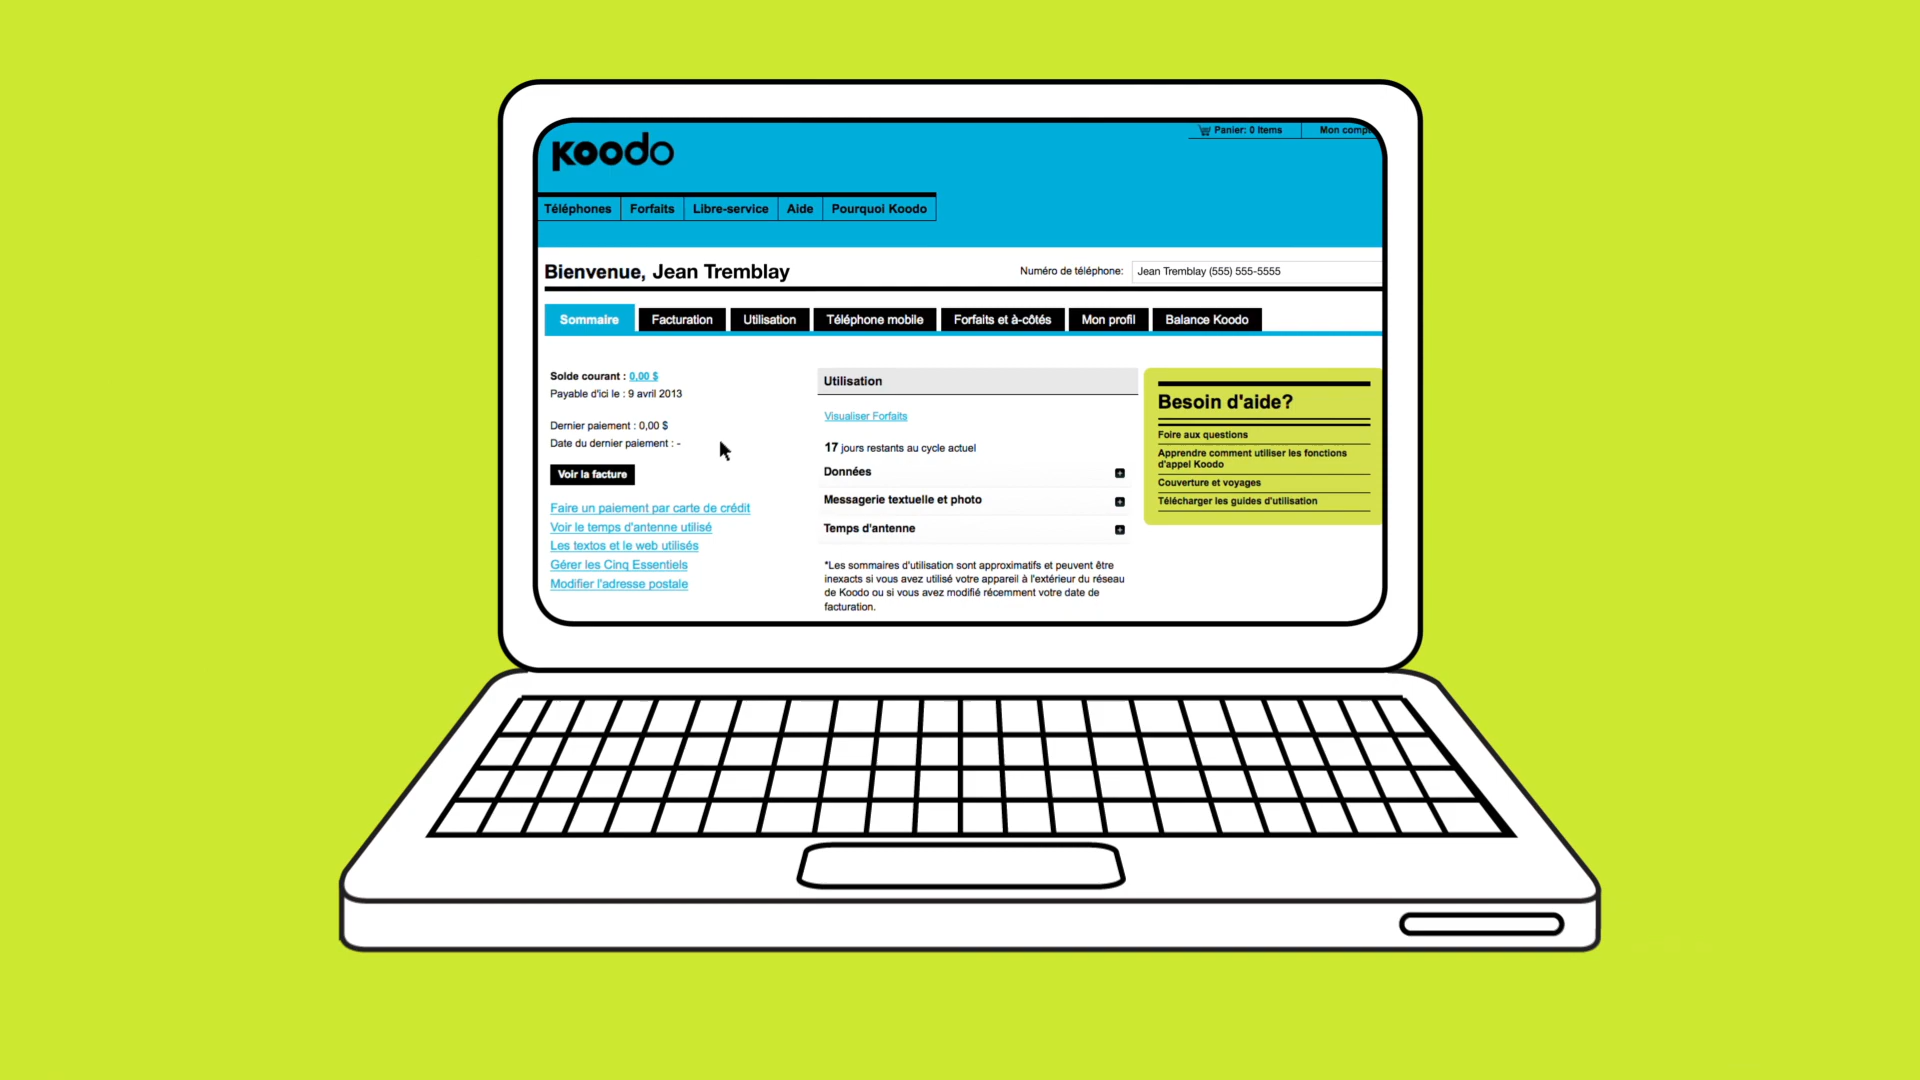 Panier: 0 Items
Mon compt
koodo
Téléphones
Forfaits
Libre-service
Aide
Pourquoi Koodo
Bienvenue, Jean Tremblay
Numéro de téléphone:
Jean Tremblay (555) 555-5555
Sommaire
Facturation
Utilisation
Téléphone mobile
Forfaits et à-côtés
Mon profil
Balance Koodo
Solde courant : 0,00 $
Payable d'ici le : 9 avril 2013
Dernier paiement : 0,00 $
Date du dernier paiement : -
Voir la facture
Faire un paiement par carte de crédit
Voir le temps d'antenne utilisé
Les textos et le web utilisés
Gérer les Cinq Essentiels
Modifier l'adresse postale
Utilisation
Visualiser Forfaits
17 jours restants au cycle actuel
Données
Messagerie textuelle et photo
Temps d'antenne
*Les sommaires d'utilisation sont approximatifs et peuvent être
inexacts si vous avez utilisé votre appareil à l'extérieur du réseau
de Koodo ou si vous avez modifié récemment votre date de
facturation.
Besoin d'aide?
Foire aux questions
Apprendre comment utiliser les fonctions
d'appel Koodo
Couverture et voyages
Télécharger les guides d'utilisation